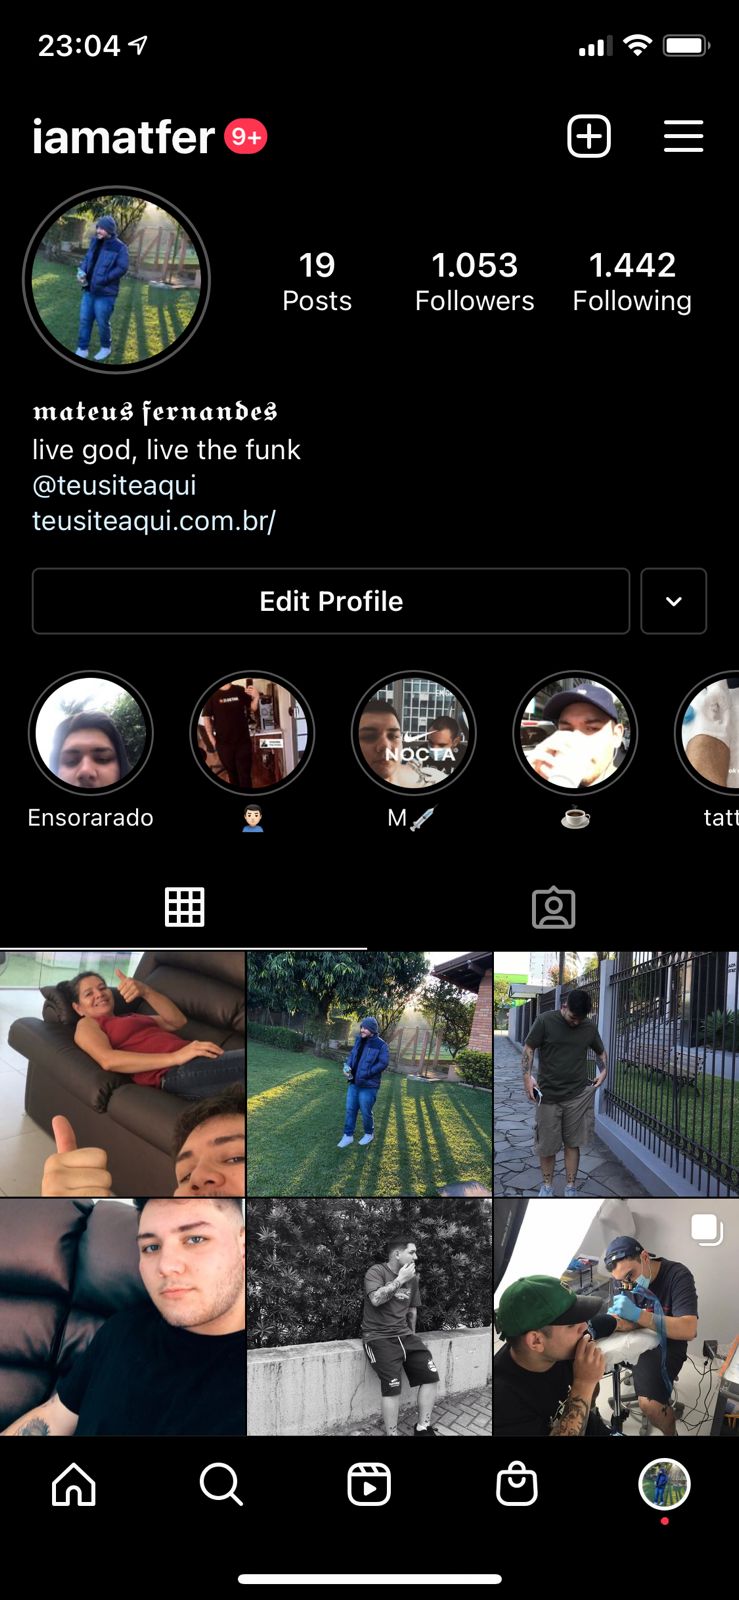 23:04
iamatfer 9+
19 1.053 1.442
Posts Followers Following
𝖒𝖆𝖙𝖊𝖚𝖘 𝖋𝖊𝖗𝖓𝖆𝖓𝖉𝖊𝖘
live god, live the funk
@teusiteaqui
teusiteaqui.com.br/
Edit Profile
NOCTA
Ensorarado M💉 ☕ tatt